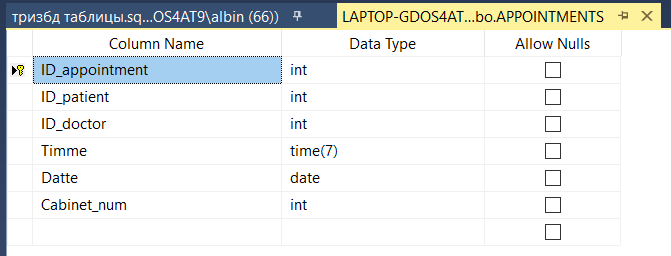 тризбд таблицы.sq...OS4AT9\albin (66)) LAPTOP-GDOS4AT...bo.APPOINTMENTS
Column Name Data Type Allow Nulls
ID_appointment int
ID_patient int
ID_doctor int
Timme time(7)
Datte date
Cabinet_num int